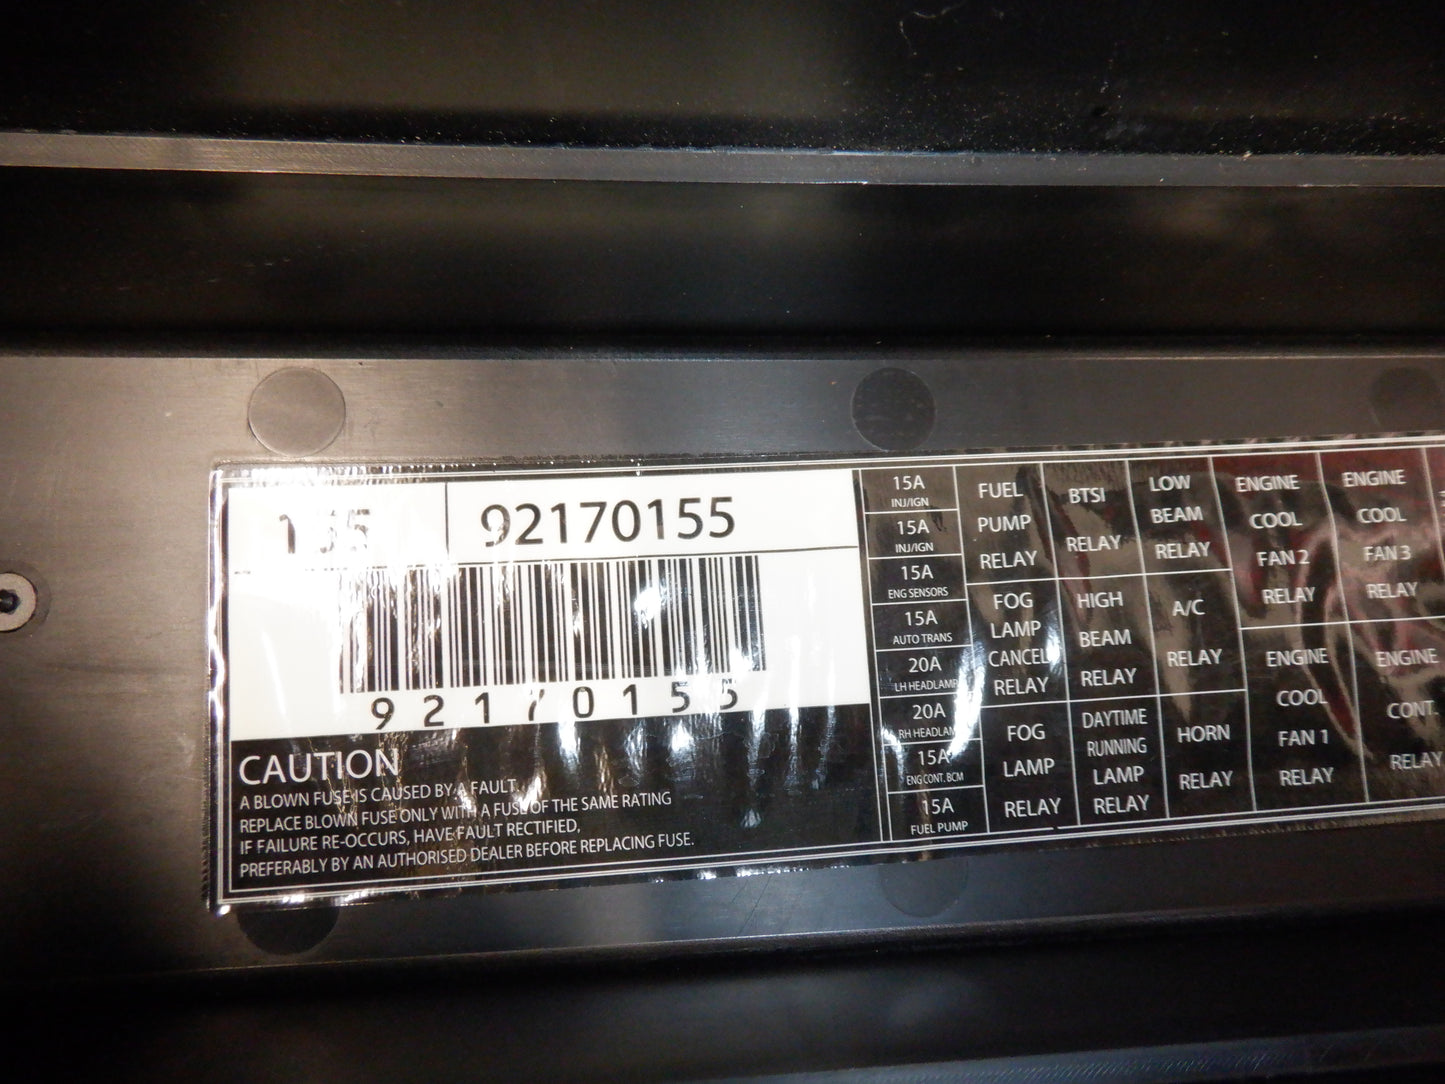 155
92170155
92170155
CAUTION
A BLOWN FUSE IS CAUSED BY A FAULT.
REPLACE BLOWN FUSE ONLY WITH A FUSE OF THE SAME RATING
IF FAILURE RE-OCCURS, HAVE FAULT RECTIFIED,
PREFERABLY BY AN AUTHORISED DEALER BEFORE REPLACING FUSE.
15A
INJ/IGN
15A
INJ/IGN
15A
ENG SENSORS
15A
AUTO TRANS
20A
LH HEADLAMP
20A
RH HEADLAMP
15A
ENG CONT. BCM
15A
FUEL PUMP
FUEL
PUMP
RELAY
FOG
LAMP
CANCEL
RELAY
FOG
LAMP
RELAY
BTSI
RELAY
HIGH
BEAM
RELAY
DAYTIME
RUNNING
LAMP
RELAY
LOW
BEAM
RELAY
A/C
RELAY
HORN
RELAY
ENGINE
COOL
FAN 2
RELAY
ENGINE
COOL
FAN 1
RELAY
ENGINE
COOL
FAN 3
RELAY
ENGINE
CONT.
RELAY